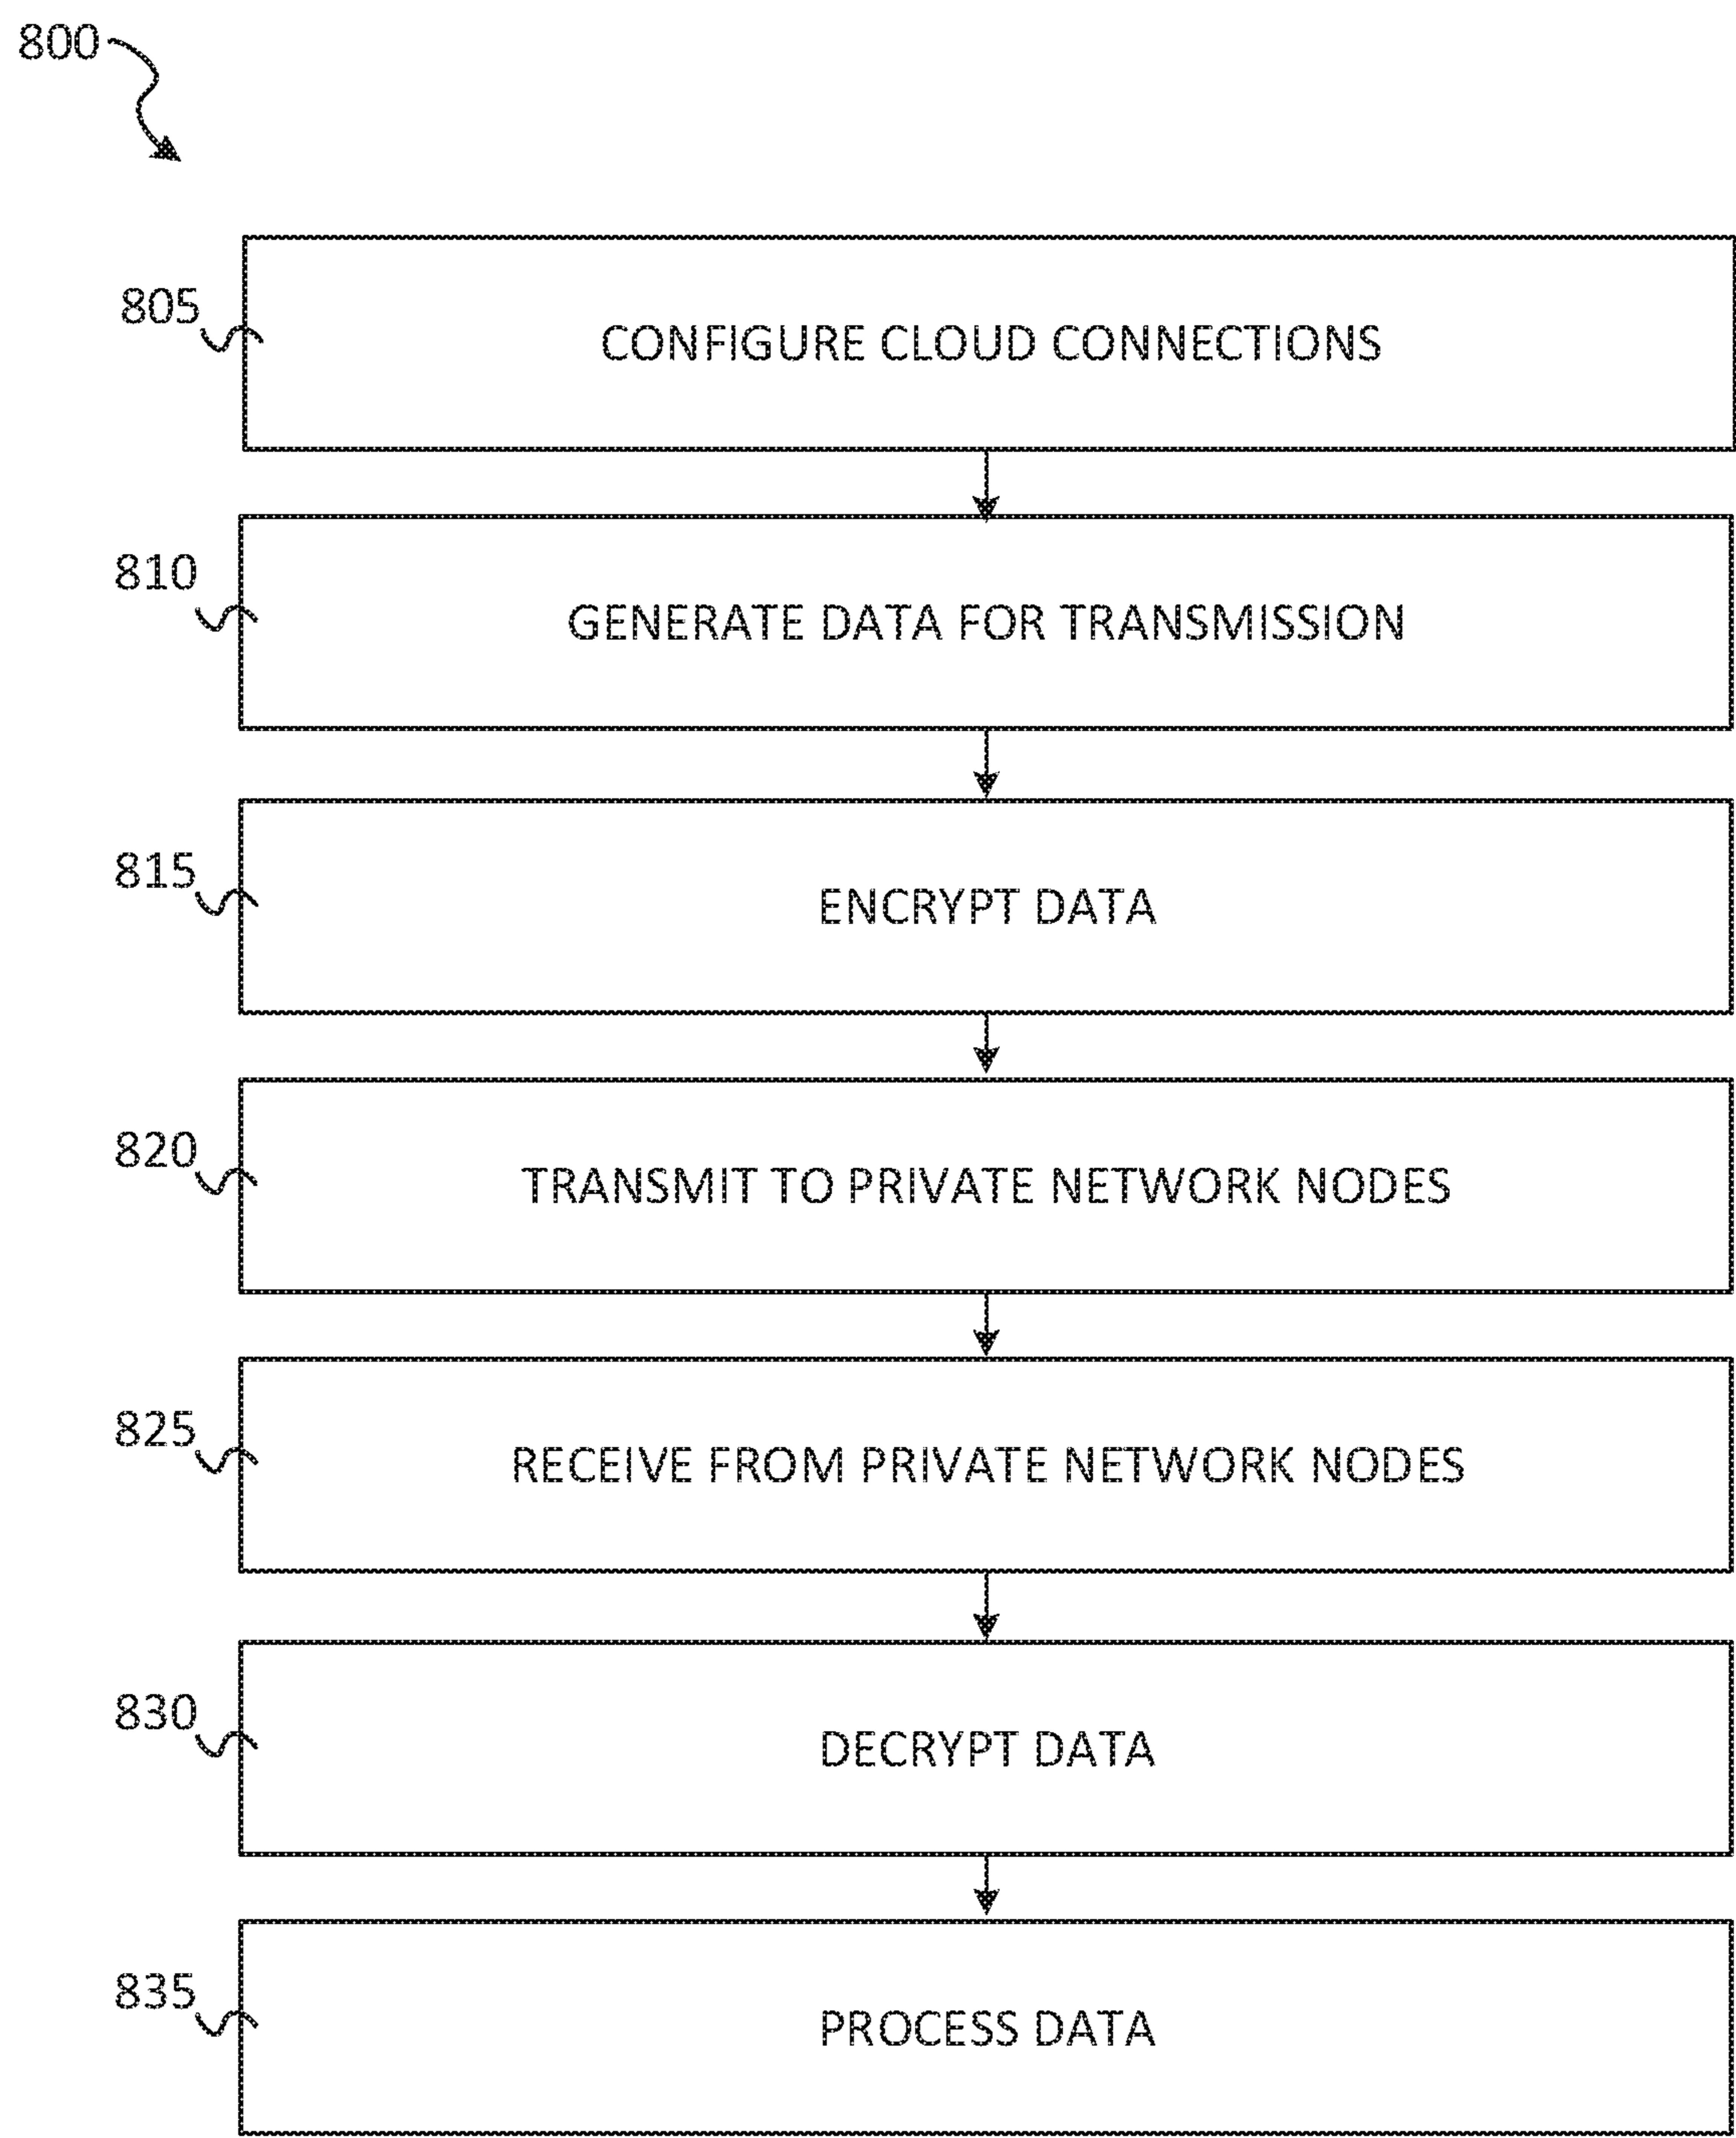 800
805
CONFIGURE CLOUD CONNECTIONS
810
GENERATE DATA FOR TRANSMISSION
815
ENCRYPT DATA
820
TRANSMIT TO PRIVATE NETWORK NODES
825
RECEIVE FROM PRIVATE NETWORK NODES
830
DECRYPT DATA
835
PROCESS DATA